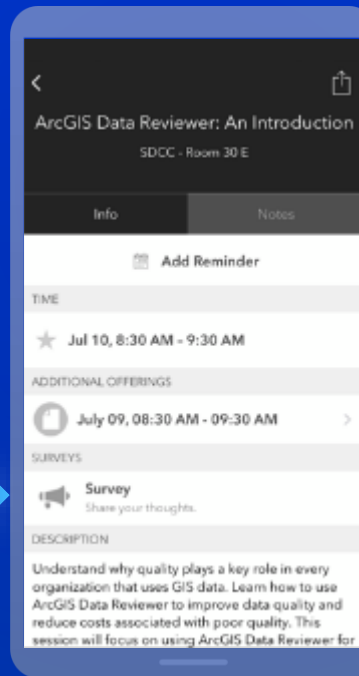 ArcGIS Data Reviewer: An Introduction
SDCC - Room 30 E
Info
Notes
Add Reminder
TIME
Jul 10, 8:30 AM - 9:30 AM
ADDITIONAL OFFERINGS
July 09, 08:30 AM - 09:30 AM
SURVEYS
Survey
Share your thoughts.
DESCRIPTION
Understand why quality plays a key role in every
organization that uses GIS data. Learn how to use
ArcGIS Data Reviewer to improve data quality and
reduce costs associated with poor quality. This
session will focus on using ArcGIS Data Reviewer for